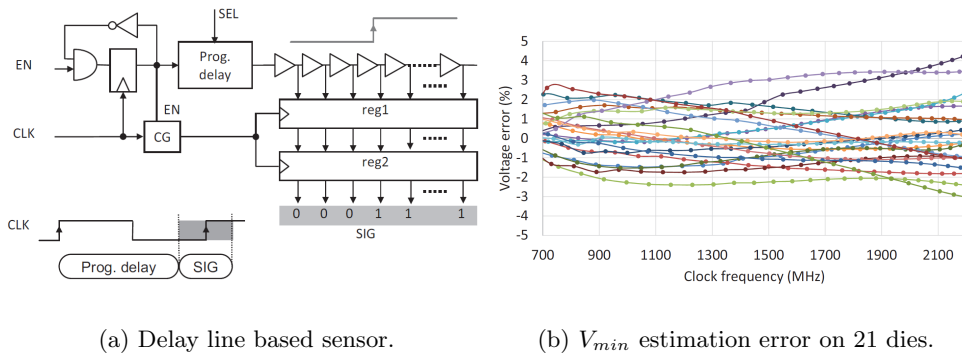 SEL
EN
Prog.
delay
EN
CLK
CG
reg1
reg2
0 0 0 1 1 1
SIG
CLK
Prog. delay
SIG
5
4
3
2
1
0
-1
-2
-3
-4
-5
Voltage error (%)
700 900 1100 1300 1500 1700 1900 2100
Clock frequency (MHz)
(a) Delay line based sensor.
(b) Vmin estimation error on 21 dies.